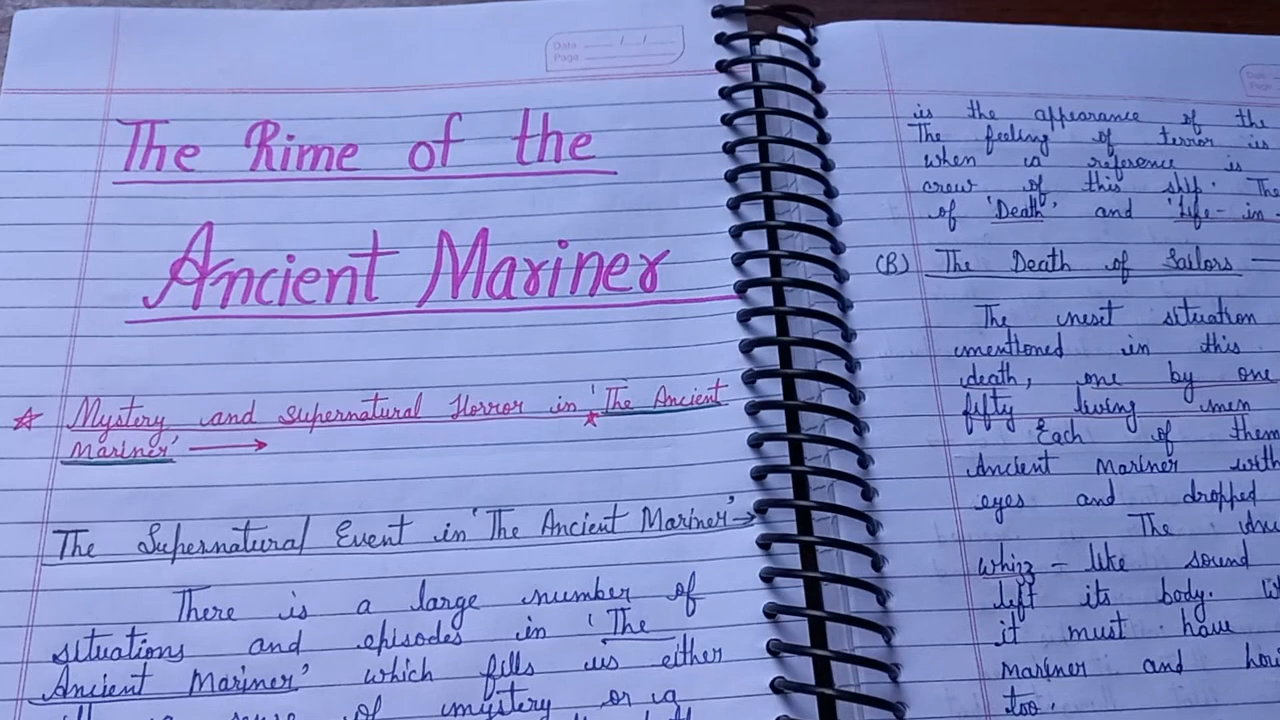 Date / /
Page
The Rime of the
Ancient Mariner
Mystery and Supernatural Horror in 'The Ancient
Mariner' →
The Supernatural Event in 'The Ancient Mariner' →
There is a large number of
situations and episodes in 'The
Ancient Mariner' which fills us either
sense of mystery or a
is the appearance of the
The feeling of terror is
when a reference is
crew of this ship. The
of 'Death' and 'Life - in -
(B) The Death of Sailors —
The next situation
mentioned in this
death, one by one
fifty living men
Each of them
Ancient Mariner with
eyes and dropped
The
whizz - like sound
left its body.
it must have
mariner and
too.